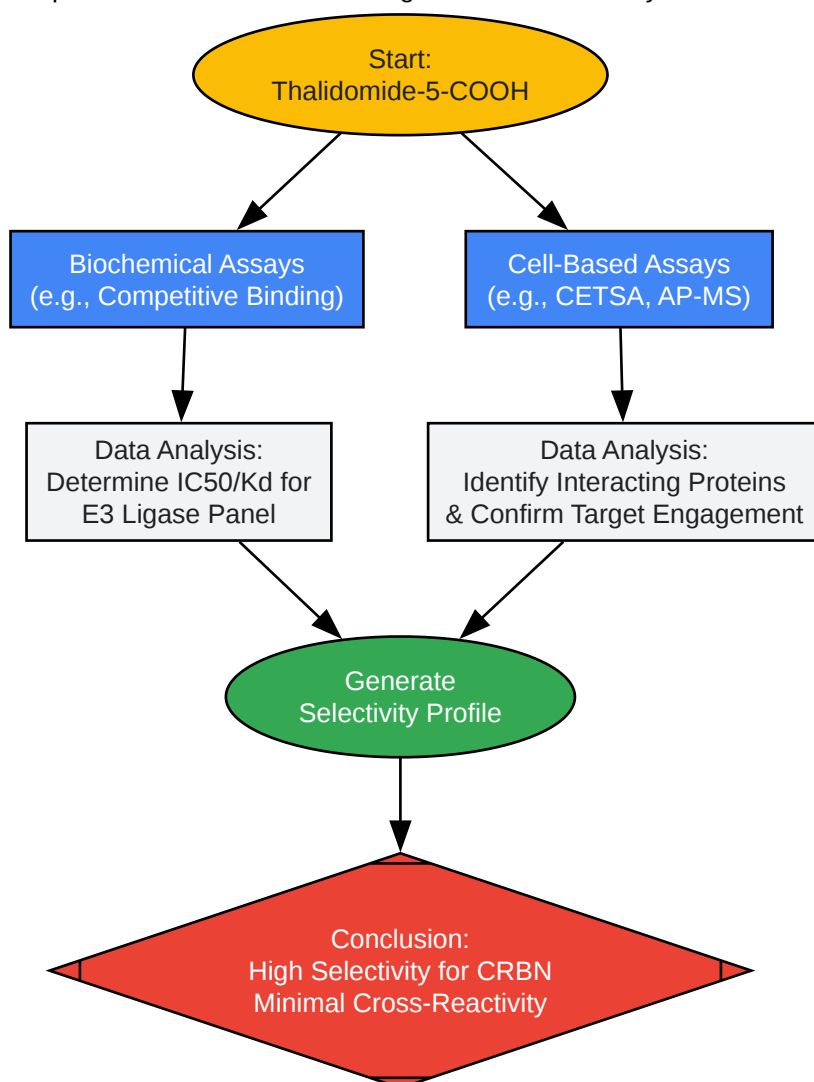 Start:
Thalidomide-5-COOH
Biochemical Assays
(e.g., Competitive Binding)
Cell-Based Assays
(e.g., CETSA, AP-MS)
Data Analysis:
Determine IC50/Kd for
E3 Ligase Panel
Data Analysis:
Identify Interacting Proteins
& Confirm Target Engagement
Generate
Selectivity Profile
Conclusion:
High Selectivity for CRBN
Minimal Cross-Reactivity